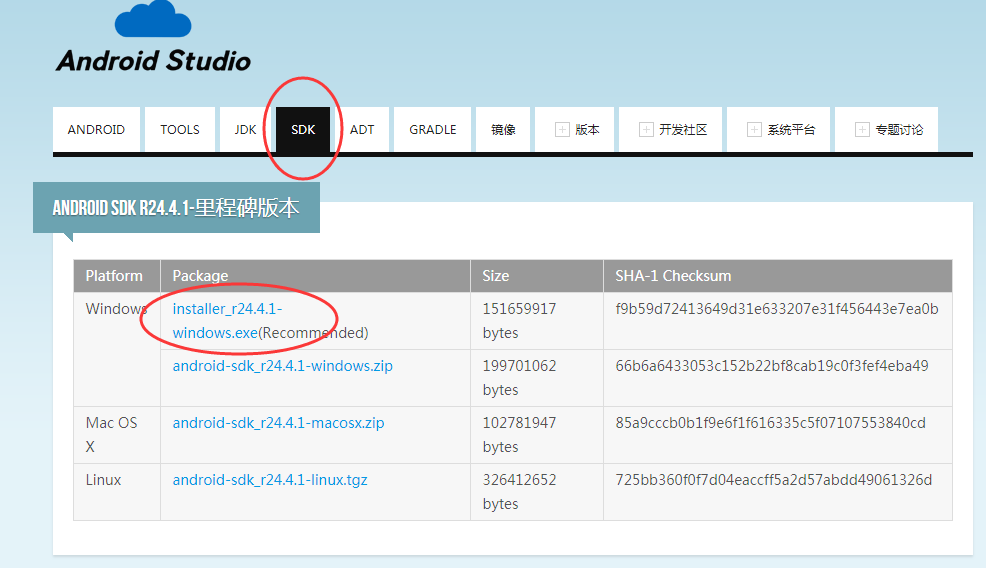 Android Studio
ANDROID TOOLS JDK SDK ADT GRADLE 镜像 版本 开发社区 系统平台 专题讨论
ANDROID SDK R24.4.1-里程碑版本
Platform Package Size SHA-1 Checksum
Windows installer_r24.4.1- 151659917 f9b59d72413649d31e633207e31f456443e7ea0b
windows.exe(Recommended) bytes
android-sdk_r24.4.1-windows.zip 199701062 66b6a6433053c152b22bf8cab19c0f3fef4eba49
bytes
Mac OS android-sdk_r24.4.1-macosx.zip 102781947 85a9cccb0b1f9e6f1f616335c5f07107553840cd
X bytes
Linux android-sdk_r24.4.1-linux.tgz 326412652 725bb360f0f7d04eaccff5a2d57abdd49061326d
bytes